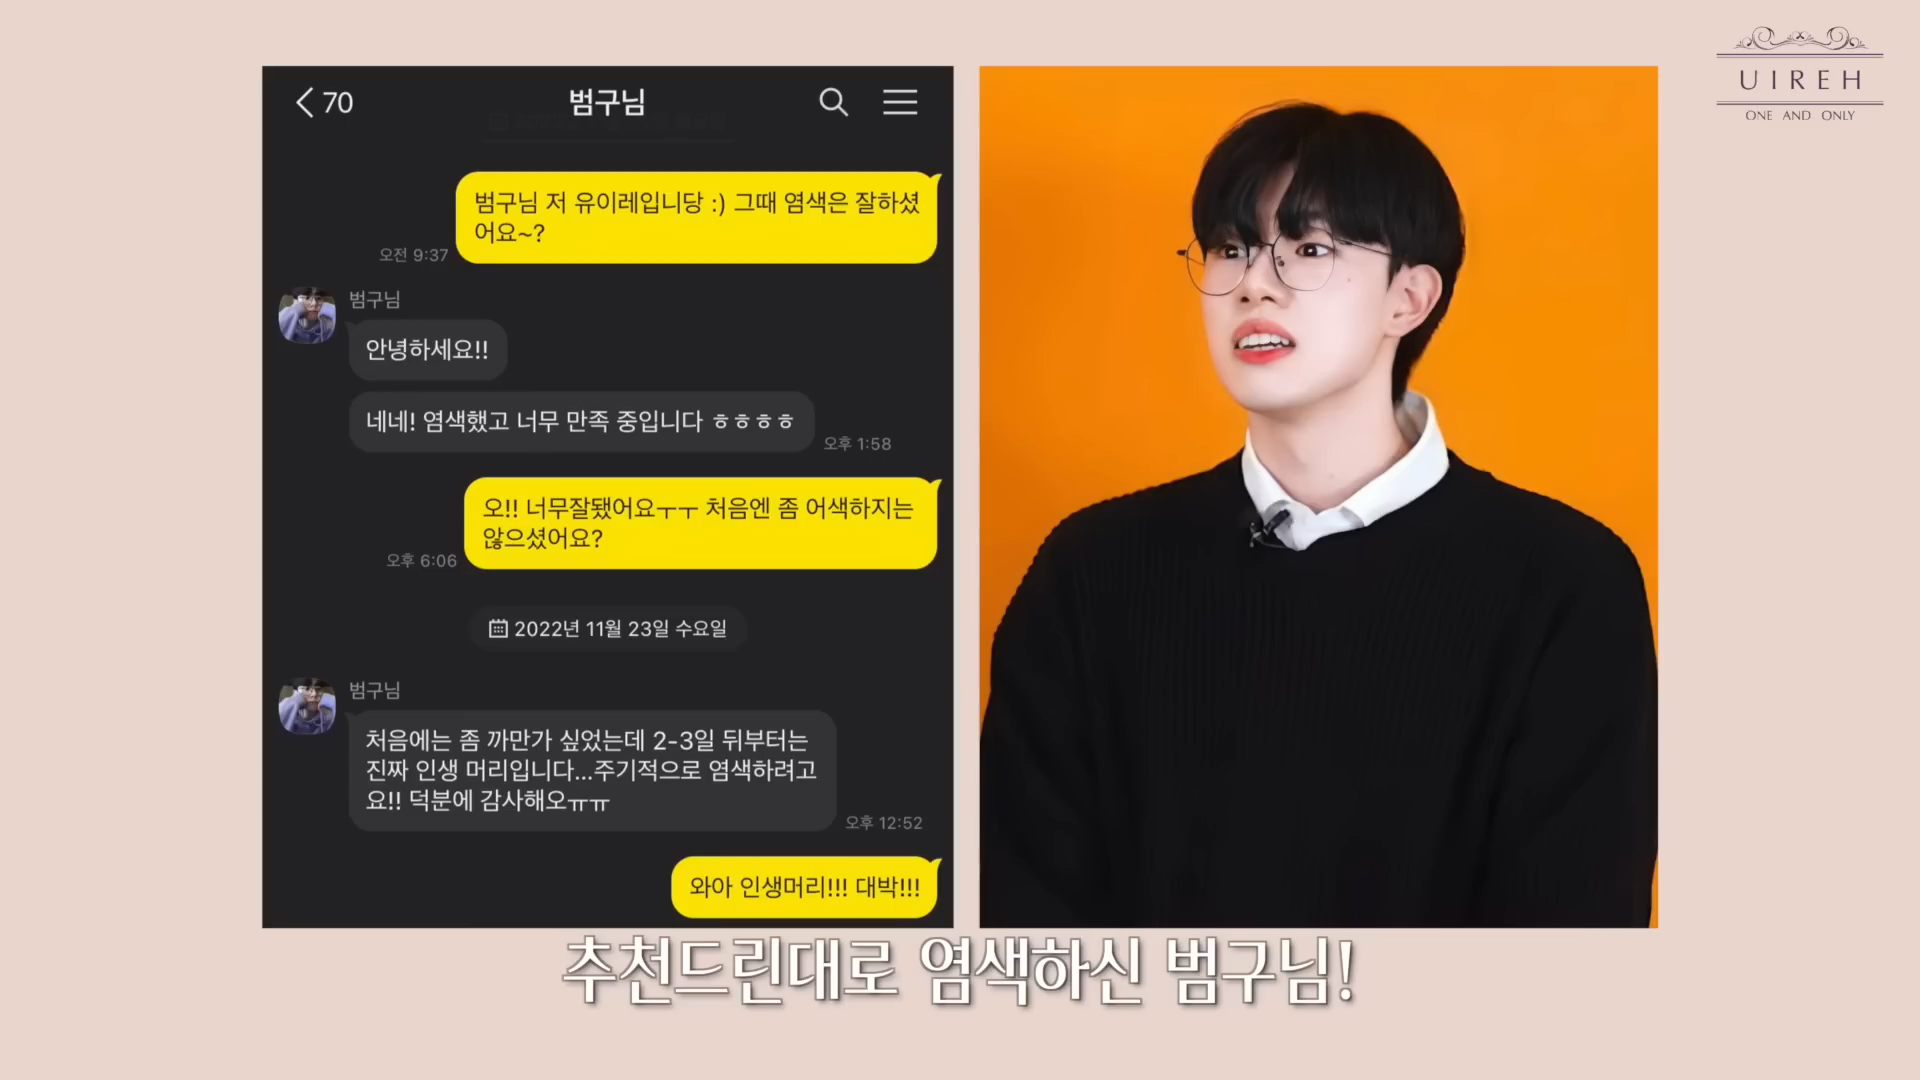 UIREH
ONE AND ONLY
70
범구님
범구님 저 유이레입니당 :) 그때 염색은 잘하셨
어요~?
오전 9:37
범구님
안녕하세요!!
네네! 염색했고 너무 만족 중입니다 ㅎㅎㅎㅎ
오후 1:58
오!! 너무잘됐어요ㅜㅜ 처음엔 좀 어색하지는
않으셨어요?
오후 6:06
2022년 11월 23일 수요일
범구님
처음에는 좀 까만가 싶었는데 2-3일 뒤부터는
진짜 인생 머리입니다...주기적으로 염색하려고
요!! 덕분에 감사해오ㅠㅠ
오후 12:52
와아 인생머리!!! 대박!!!
추천드린대로 염색하신 범구님!